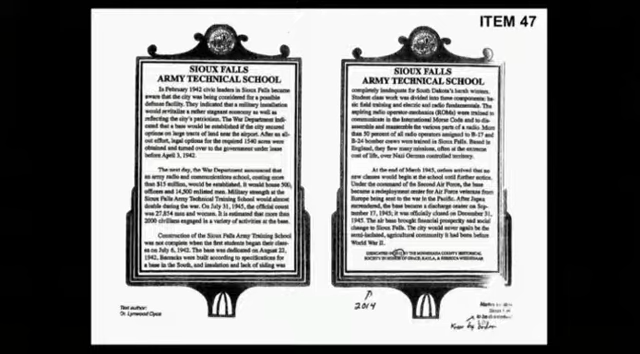 ITEM 47
SIOUX FALLS
ARMY TECHNICAL SCHOOL
In February 1942 civic leaders in Sioux Falls became
aware that the city was being considered for a possible
defense facility. They indicated that a military installation
would revitalize a rather stagnant economy as well as
reflecting the city's patriotism. The War Department indi-
cated that a base would be established if the city secured
options on large tracts of land near the airport. After an all-
out effort, legal options for the required 1540 acres were
obtained and turned over to the government under lease
before April 3, 1942.
The next day, the War Department announced that
an army radio and communications school, costing more
than $15 million, would be established. It would house 500
officers and 14,500 enlisted men. Military strength at the
Sioux Falls Army Technical Training School would almost
double during the war. On July 31, 1945, the official count
was 27,854 men and women. It is estimated that more than
2000 civilians engaged in a variety of activities at the base.
Construction of the Sioux Falls Army Training School
was not complete when the first students began their class-
es on July 6, 1942. The base was dedicated on August 22,
1942. Barracks were built according to specifications for
a base in the South, and insulation and lack of siding was
Text author:
Dr. Lynwood Oyos
SIOUX FALLS
ARMY TECHNICAL SCHOOL
completely inadequate for South Dakota's harsh winters.
Student class work was divided into three components: ba-
sic field training and electric and radio fundamentals. The
aspiring radio operator-mechanics (ROMs) were trained to
communicate in the International Morse Code and to dis-
assemble and reassemble the various parts of a radio. More
than 50 percent of all radio operators assigned to B-17 and
B-24 bomber crews were trained in Sioux Falls. Based in
England, they flew many missions, often at the extreme
cost of life, over Nazi German controlled territory.
At the end of March 1945, orders arrived that no
new classes would begin at the school until further notice.
Under the command of the Second Air Force, the base
became a redeployment center for Air Force veterans from
Europe being sent to the war in the Pacific. After Japan
surrendered, the base became a discharge center on Sep-
tember 17, 1945; it was officially closed on December 31,
1945. The air base brought financial prosperity and social
change to Sioux Falls. The city would never again be the
semi-isolated, agricultural community it had been before
World War II.
DEDICATED BY THE MINNEHAHA COUNTY HISTORICAL
SOCIETY
2014